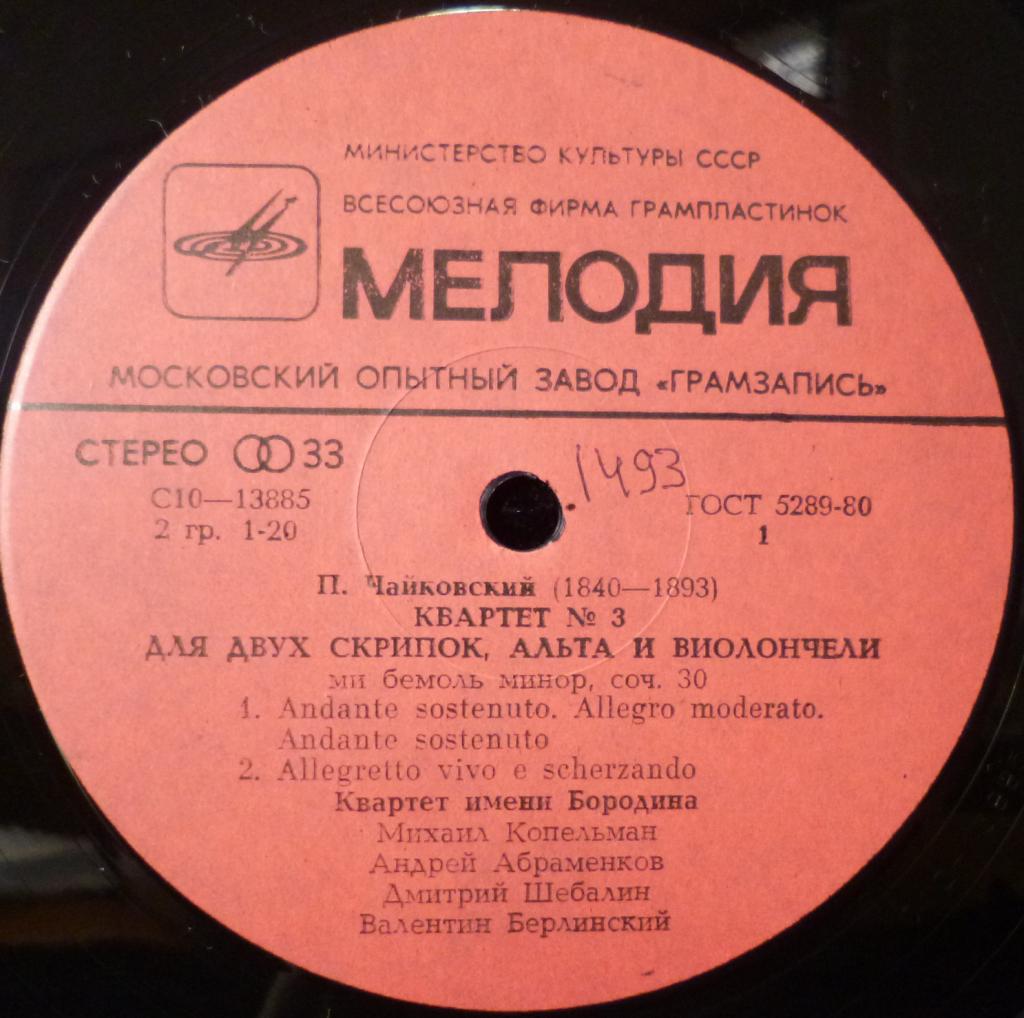 МИНИСТЕРСТВО КУЛЬТУРЫ СССР
ВСЕСОЮЗНАЯ ФИРМА ГРАМПЛАСТИНОК
МЕЛОДИЯ
МОСКОВСКИЙ ОПЫТНЫЙ ЗАВОД «ГРАМЗАПИСЬ»
СТЕРЕО 33
1493
С10—13885
ГОСТ 5289-80
2 гр. 1-20
1
П. Чайковский (1840—1893)
КВАРТЕТ № 3
ДЛЯ ДВУХ СКРИПОК, АЛЬТА И ВИОЛОНЧЕЛИ
ми бемоль минор, соч. 30
1. Andante sostenuto. Allegro moderato.
Andante sostenuto
2. Allegretto vivo e scherzando
Квартет имени Бородина
Михаил Копельман
Андрей Абраменков
Дмитрий Шебалин
Валентин Берлинский